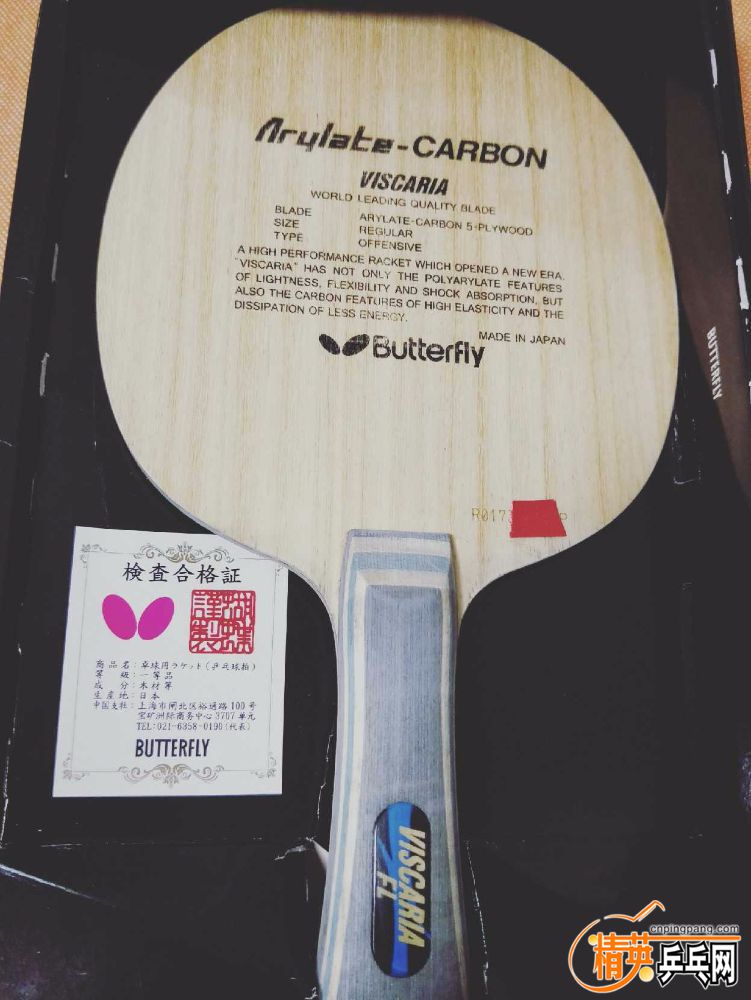 Arylate-CARBON
VISCARIA
WORLD LEADING QUALITY BLADE
BLADE ARYLATE-CARBON 5-PLYWOOD
SIZE REGULAR
TYPE OFFENSIVE
A HIGH PERFORMANCE RACKET WHICH OPENED A NEW ERA.
"VISCARIA" HAS NOT ONLY THE POLYARYLATE FEATURES
OF LIGHTNESS, FLEXIBILITY AND SHOCK ABSORPTION, BUT
ALSO THE CARBON FEATURES OF HIGH ELASTICITY AND THE
DISSIPATION OF LESS ENERGY.
MADE IN JAPAN
Butterfly
BUTTERFLY
R0173
検査合格証
謹製 蝴蝶
商品名:卓球用ラケット(乒乓球拍)
等級:一等品
成分:木材等
生産地:日本
中国支社:上海市闸北区裕通路100号
宝矿洲际商务中心3707单元
TEL:021-6358-0190(代表)
BUTTERFLY
VISCARIA
FL
cnpingpang.com
精英乒乓网